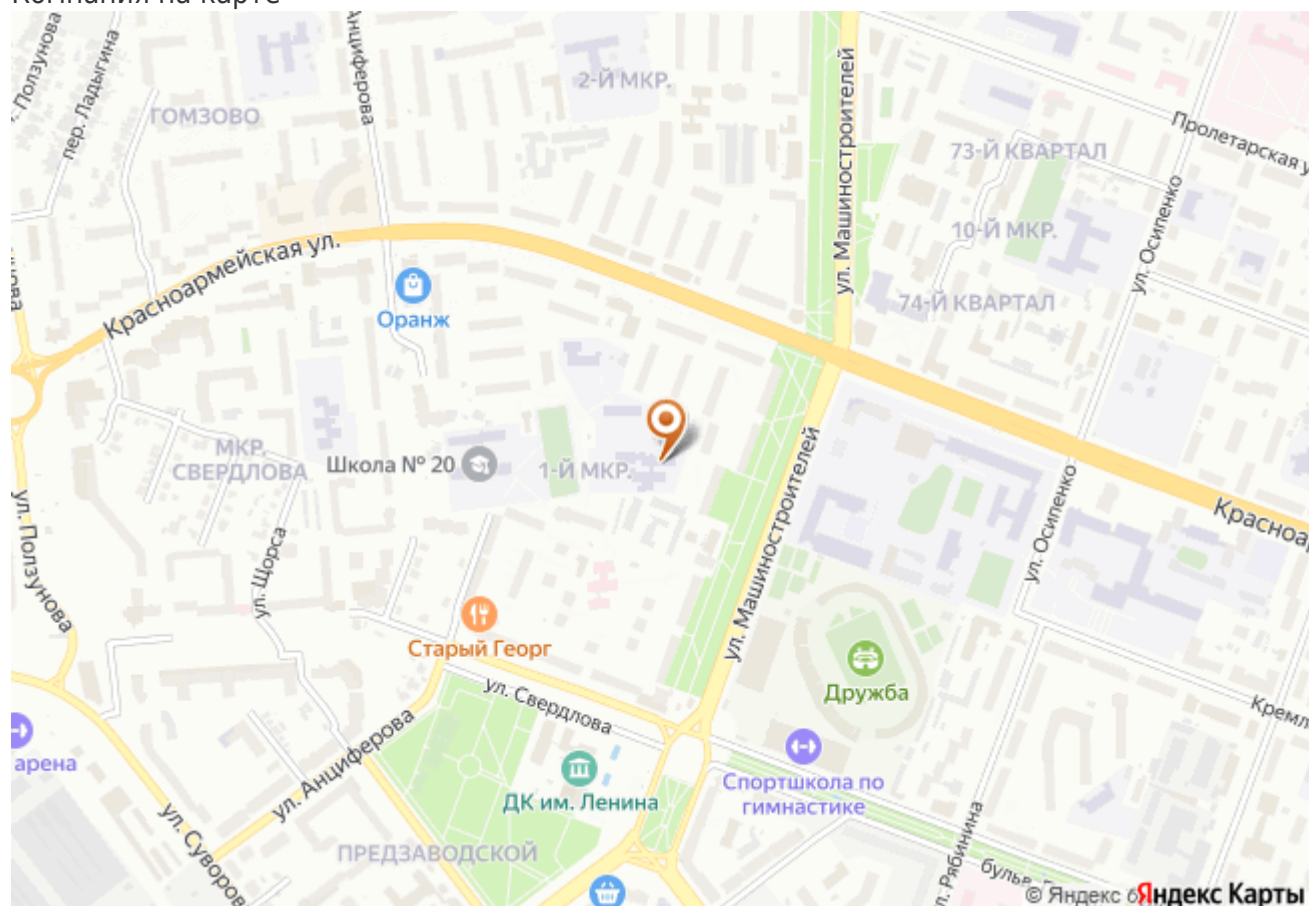 Компания на карте
ул. Ползунова
пер. Ладыгина
ГОМЗОВО
Анциферова
2-Й МКР.
ул. Машиностроителей
Пролетарская у
73-Й КВАРТАЛ
10-Й МКР.
ул. Осипенко
74-Й КВАРТАЛ
Красноармейская ул.
Оранж
МКР.
СВЕРДЛОВА
Школа № 20
1-Й МКР.
ул. Машиностроителей
ул. Осипенко
Красноар
ул. Ползунова
ул. Щорса
Старый Георг
ул. Свердлова
Дружба
Кремл
арена
ул. Анциферова
ДК им. Ленина
Спортшкола по
гимнастике
ул. Суворов
ПРЕДЗАВОДСКОЙ
ул. Рябинина
бульв.
© Яндекс
Яндекс Карты